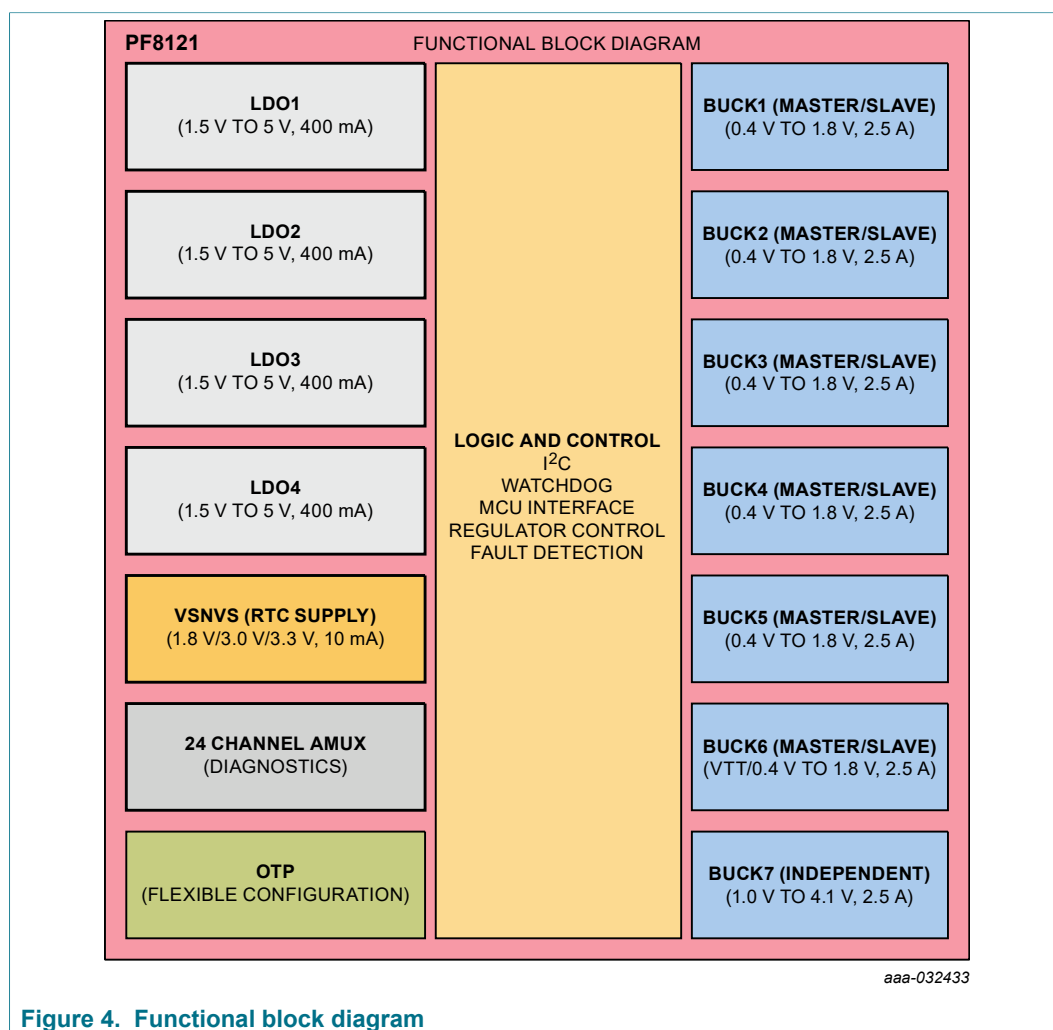 PF8121
FUNCTIONAL BLOCK DIAGRAM
LDO1
(1.5 V TO 5 V, 400 mA)
LDO2
(1.5 V TO 5 V, 400 mA)
LDO3
(1.5 V TO 5 V, 400 mA)
LDO4
(1.5 V TO 5 V, 400 mA)
VSNVS (RTC SUPPLY)
(1.8 V/3.0 V/3.3 V, 10 mA)
24 CHANNEL AMUX
(DIAGNOSTICS)
OTP
(FLEXIBLE CONFIGURATION)
LOGIC AND CONTROL
I²C
WATCHDOG
MCU INTERFACE
REGULATOR CONTROL
FAULT DETECTION
BUCK1 (MASTER/SLAVE)
(0.4 V TO 1.8 V, 2.5 A)
BUCK2 (MASTER/SLAVE)
(0.4 V TO 1.8 V, 2.5 A)
BUCK3 (MASTER/SLAVE)
(0.4 V TO 1.8 V, 2.5 A)
BUCK4 (MASTER/SLAVE)
(0.4 V TO 1.8 V, 2.5 A)
BUCK5 (MASTER/SLAVE)
(0.4 V TO 1.8 V, 2.5 A)
BUCK6 (MASTER/SLAVE)
(VTT/0.4 V TO 1.8 V, 2.5 A)
BUCK7 (INDEPENDENT)
(1.0 V TO 4.1 V, 2.5 A)
aaa-032433
Figure 4. Functional block diagram